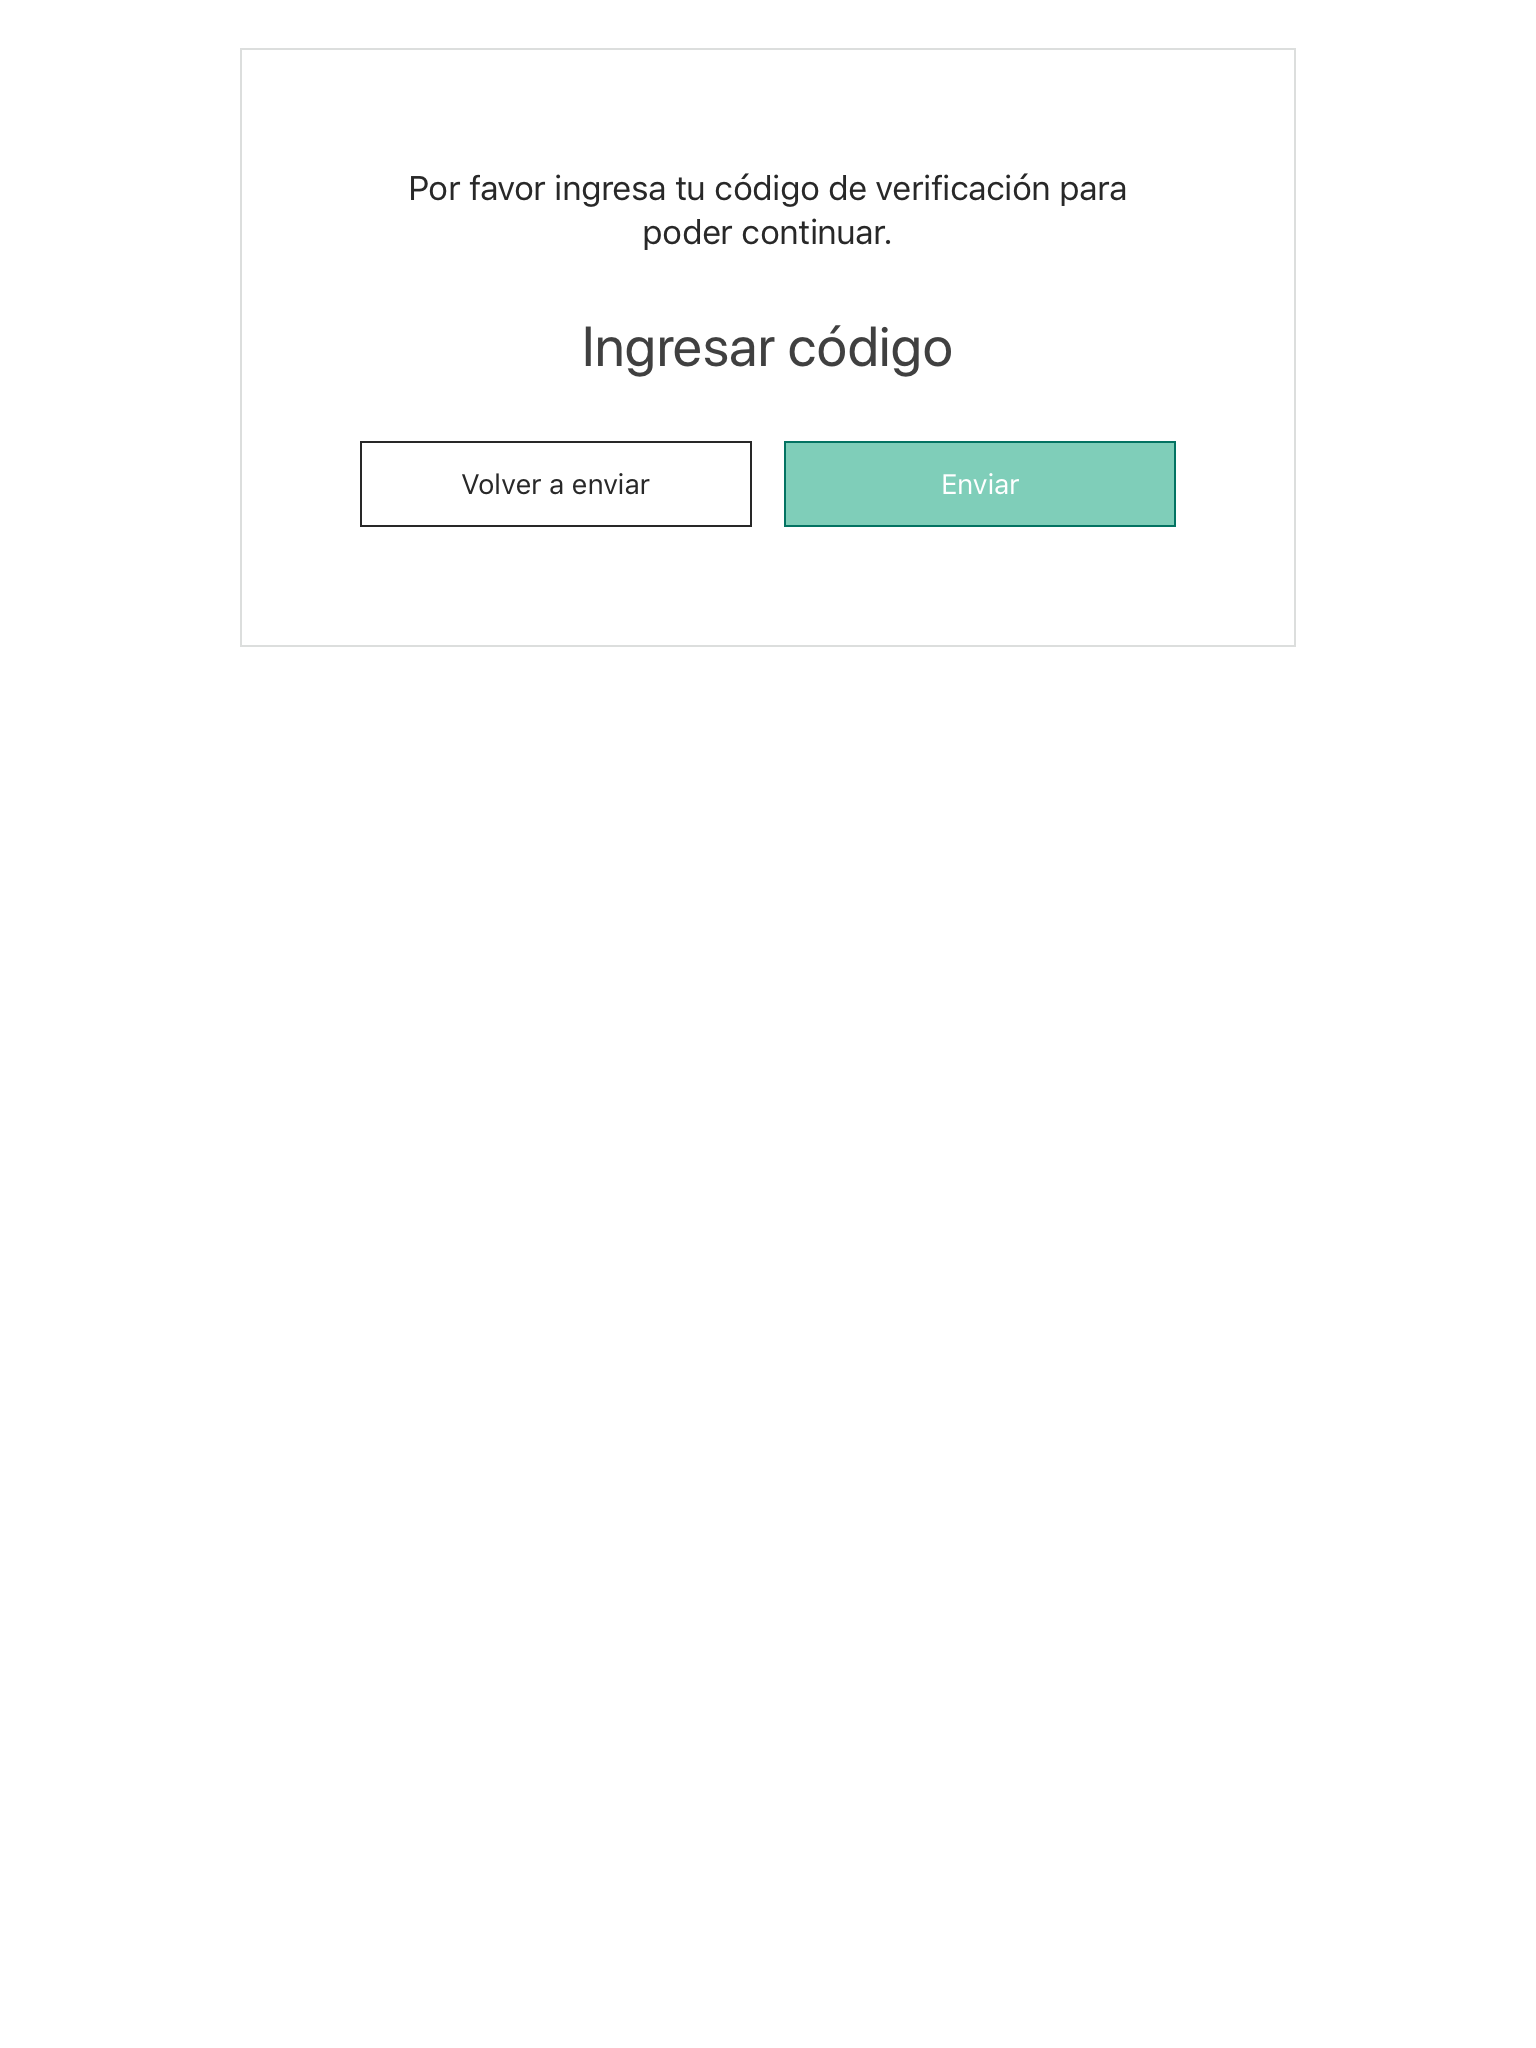 Por favor ingresa tu código de verificación para
poder continuar.
Ingresar código
Volver a enviar
Enviar